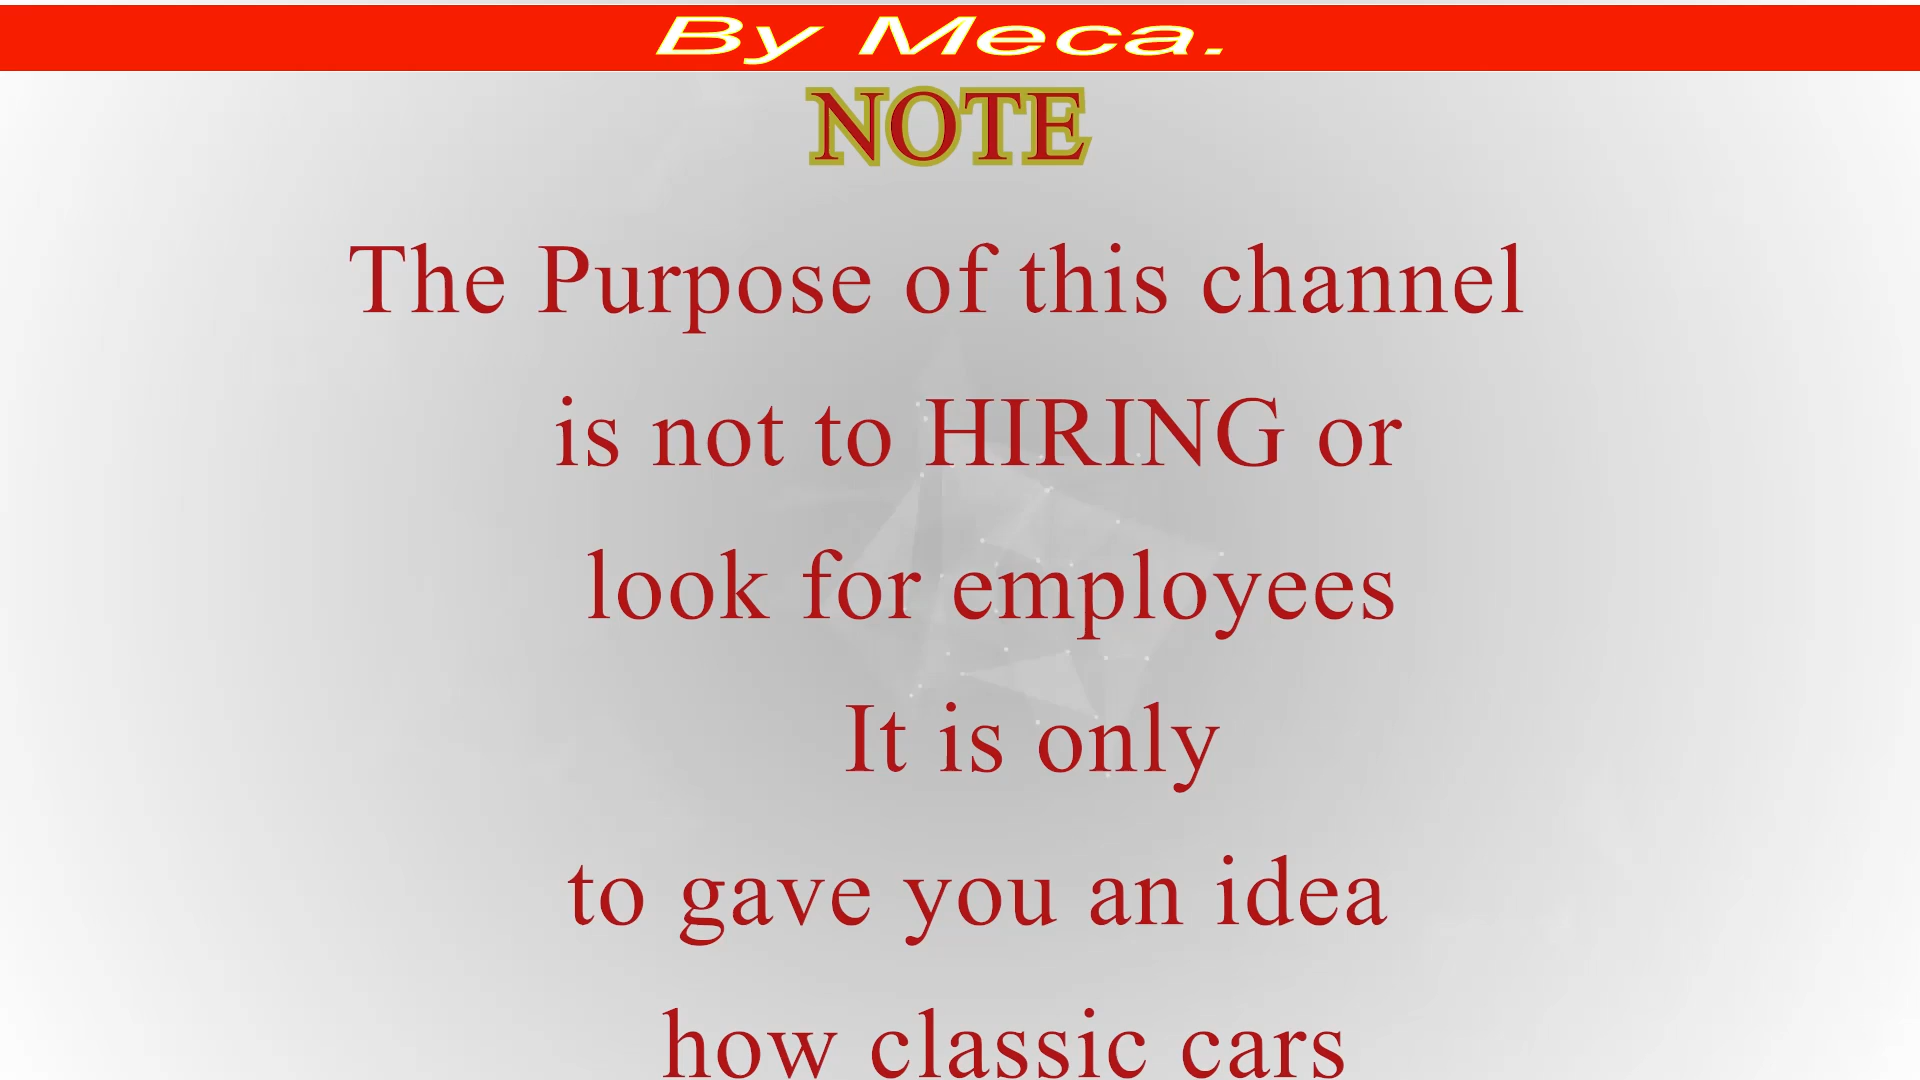 By Meca.
NOTE
The Purpose of this channel
is not to HIRING or
look for employees
It is only
to gave you an idea
how classic cars